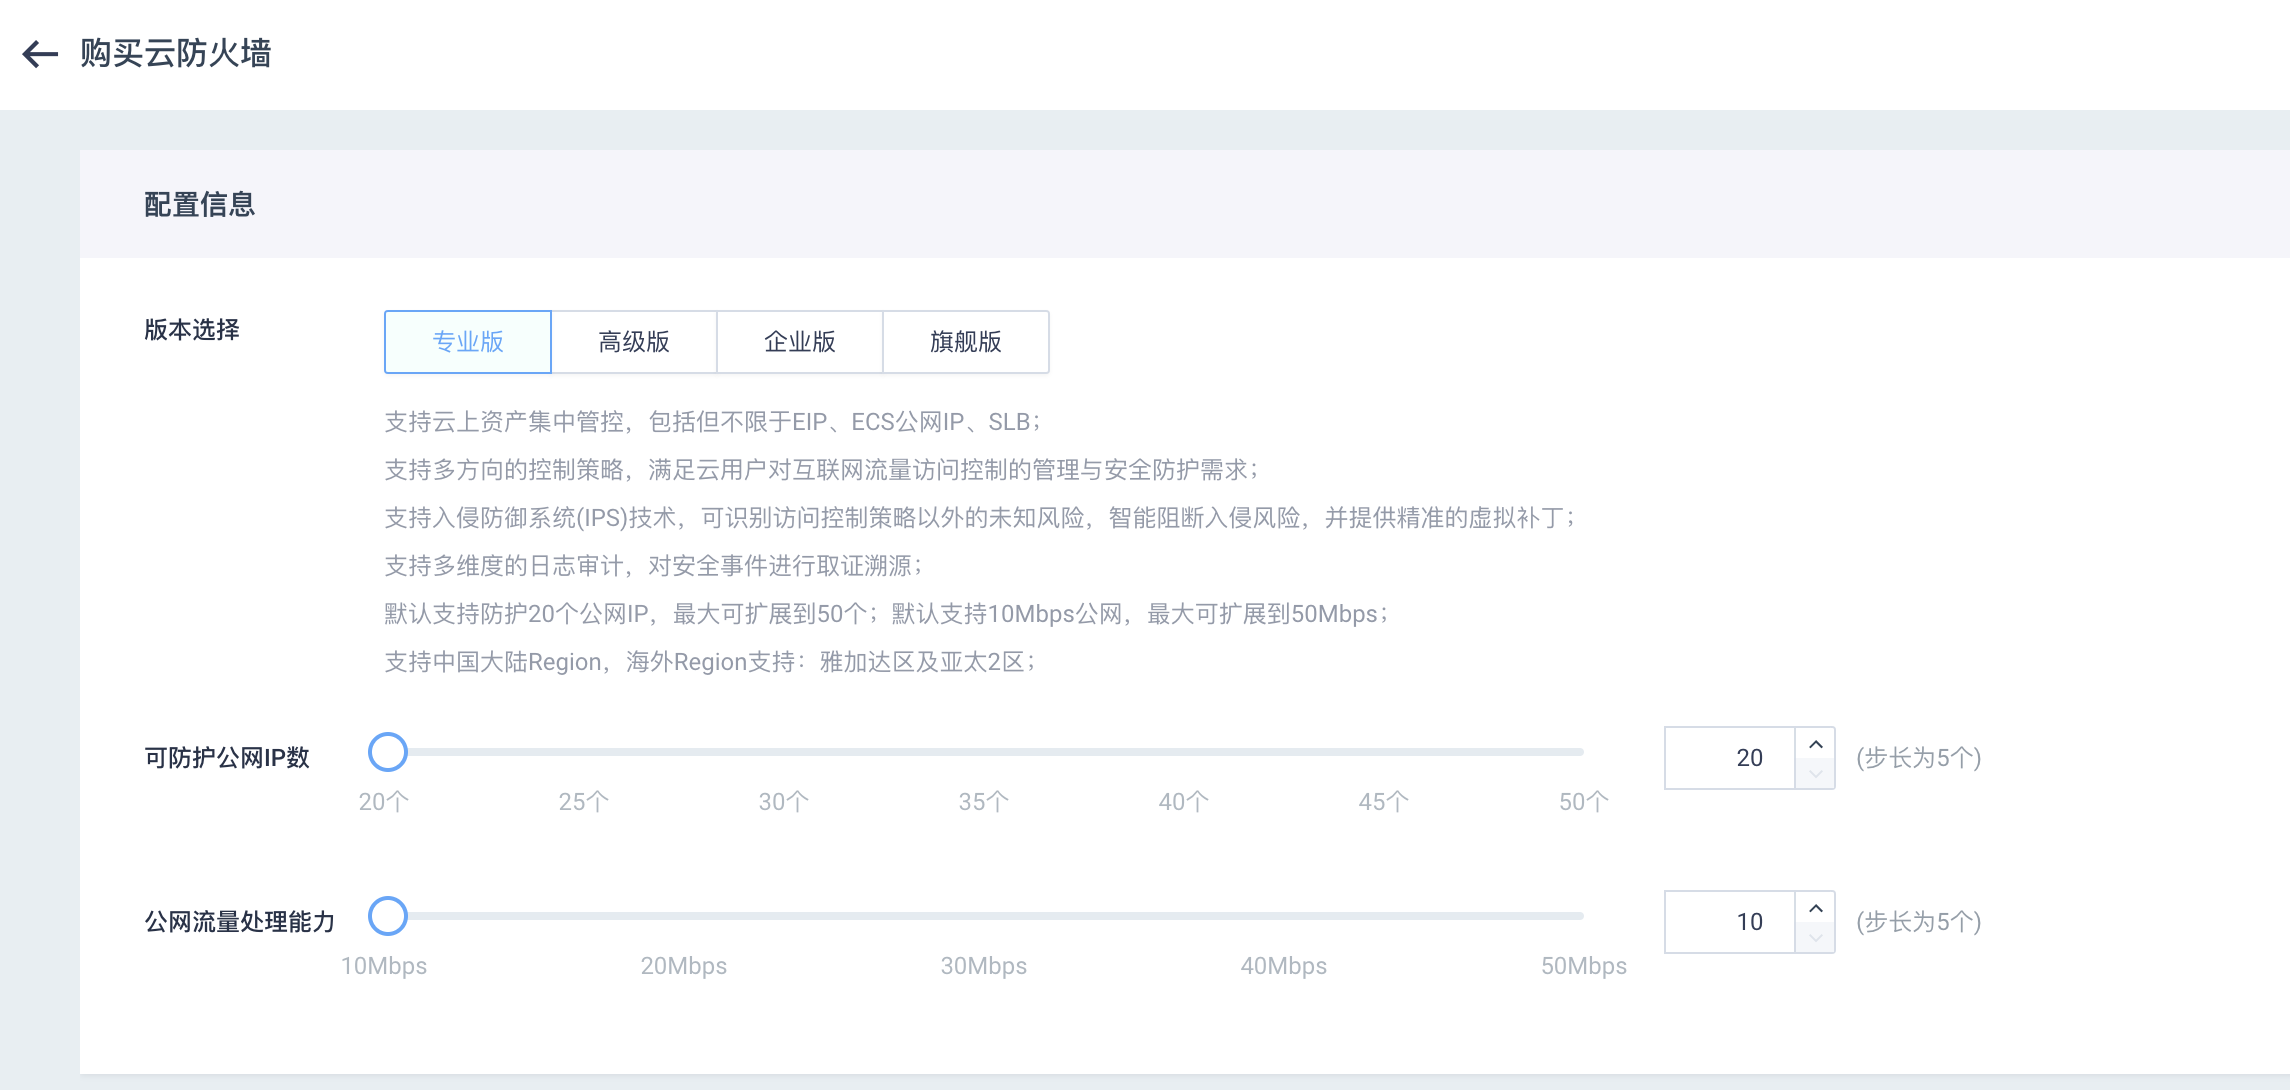 购买云防火墙
配置信息
版本选择
专业版 高级版 企业版 旗舰版
支持云上资产集中管控，包括但不限于EIP、ECS公网IP、SLB；
支持多方向的控制策略，满足云用户对互联网流量访问控制的管理与安全防护需求；
支持入侵防御系统(IPS)技术，可识别访问控制策略以外的未知风险，智能阻断入侵风险，并提供精准的虚拟补丁；
支持多维度的日志审计，对安全事件进行取证溯源；
默认支持防护20个公网IP，最大可扩展到50个；默认支持10Mbps公网，最大可扩展到50Mbps；
支持中国大陆Region，海外Region支持：雅加达区及亚太2区；
可防护公网IP数 20 (步长为5个)
20个 25个 30个 35个 40个 45个 50个
公网流量处理能力 10 (步长为5个)
10Mbps 20Mbps 30Mbps 40Mbps 50Mbps